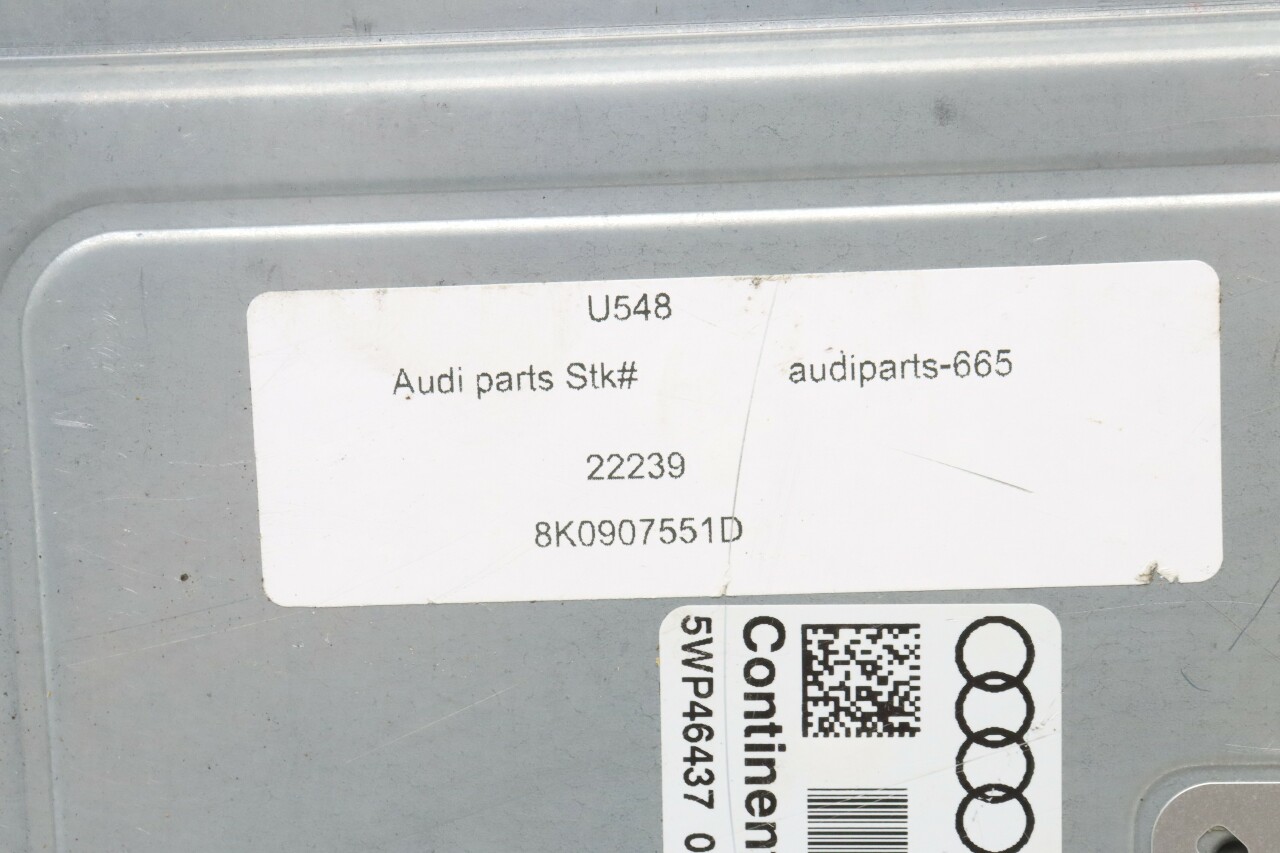 U548
Audi parts Stk# audiparts-665
22239
8K0907551D
Continen
5WP46437 0